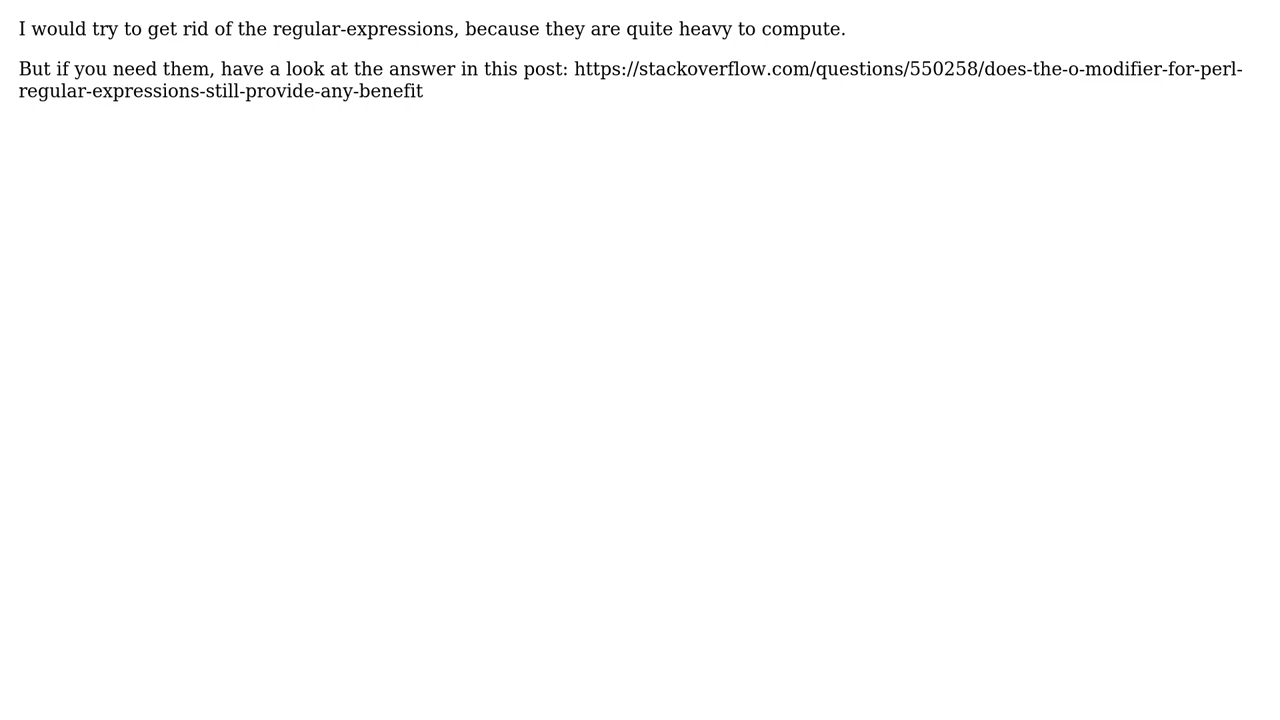 I would try to get rid of the regular-expressions, because they are quite heavy to compute.
But if you need them, have a look at the answer in this post: https://stackoverflow.com/questions/550258/does-the-o-modifier-for-perl-
regular-expressions-still-provide-any-benefit